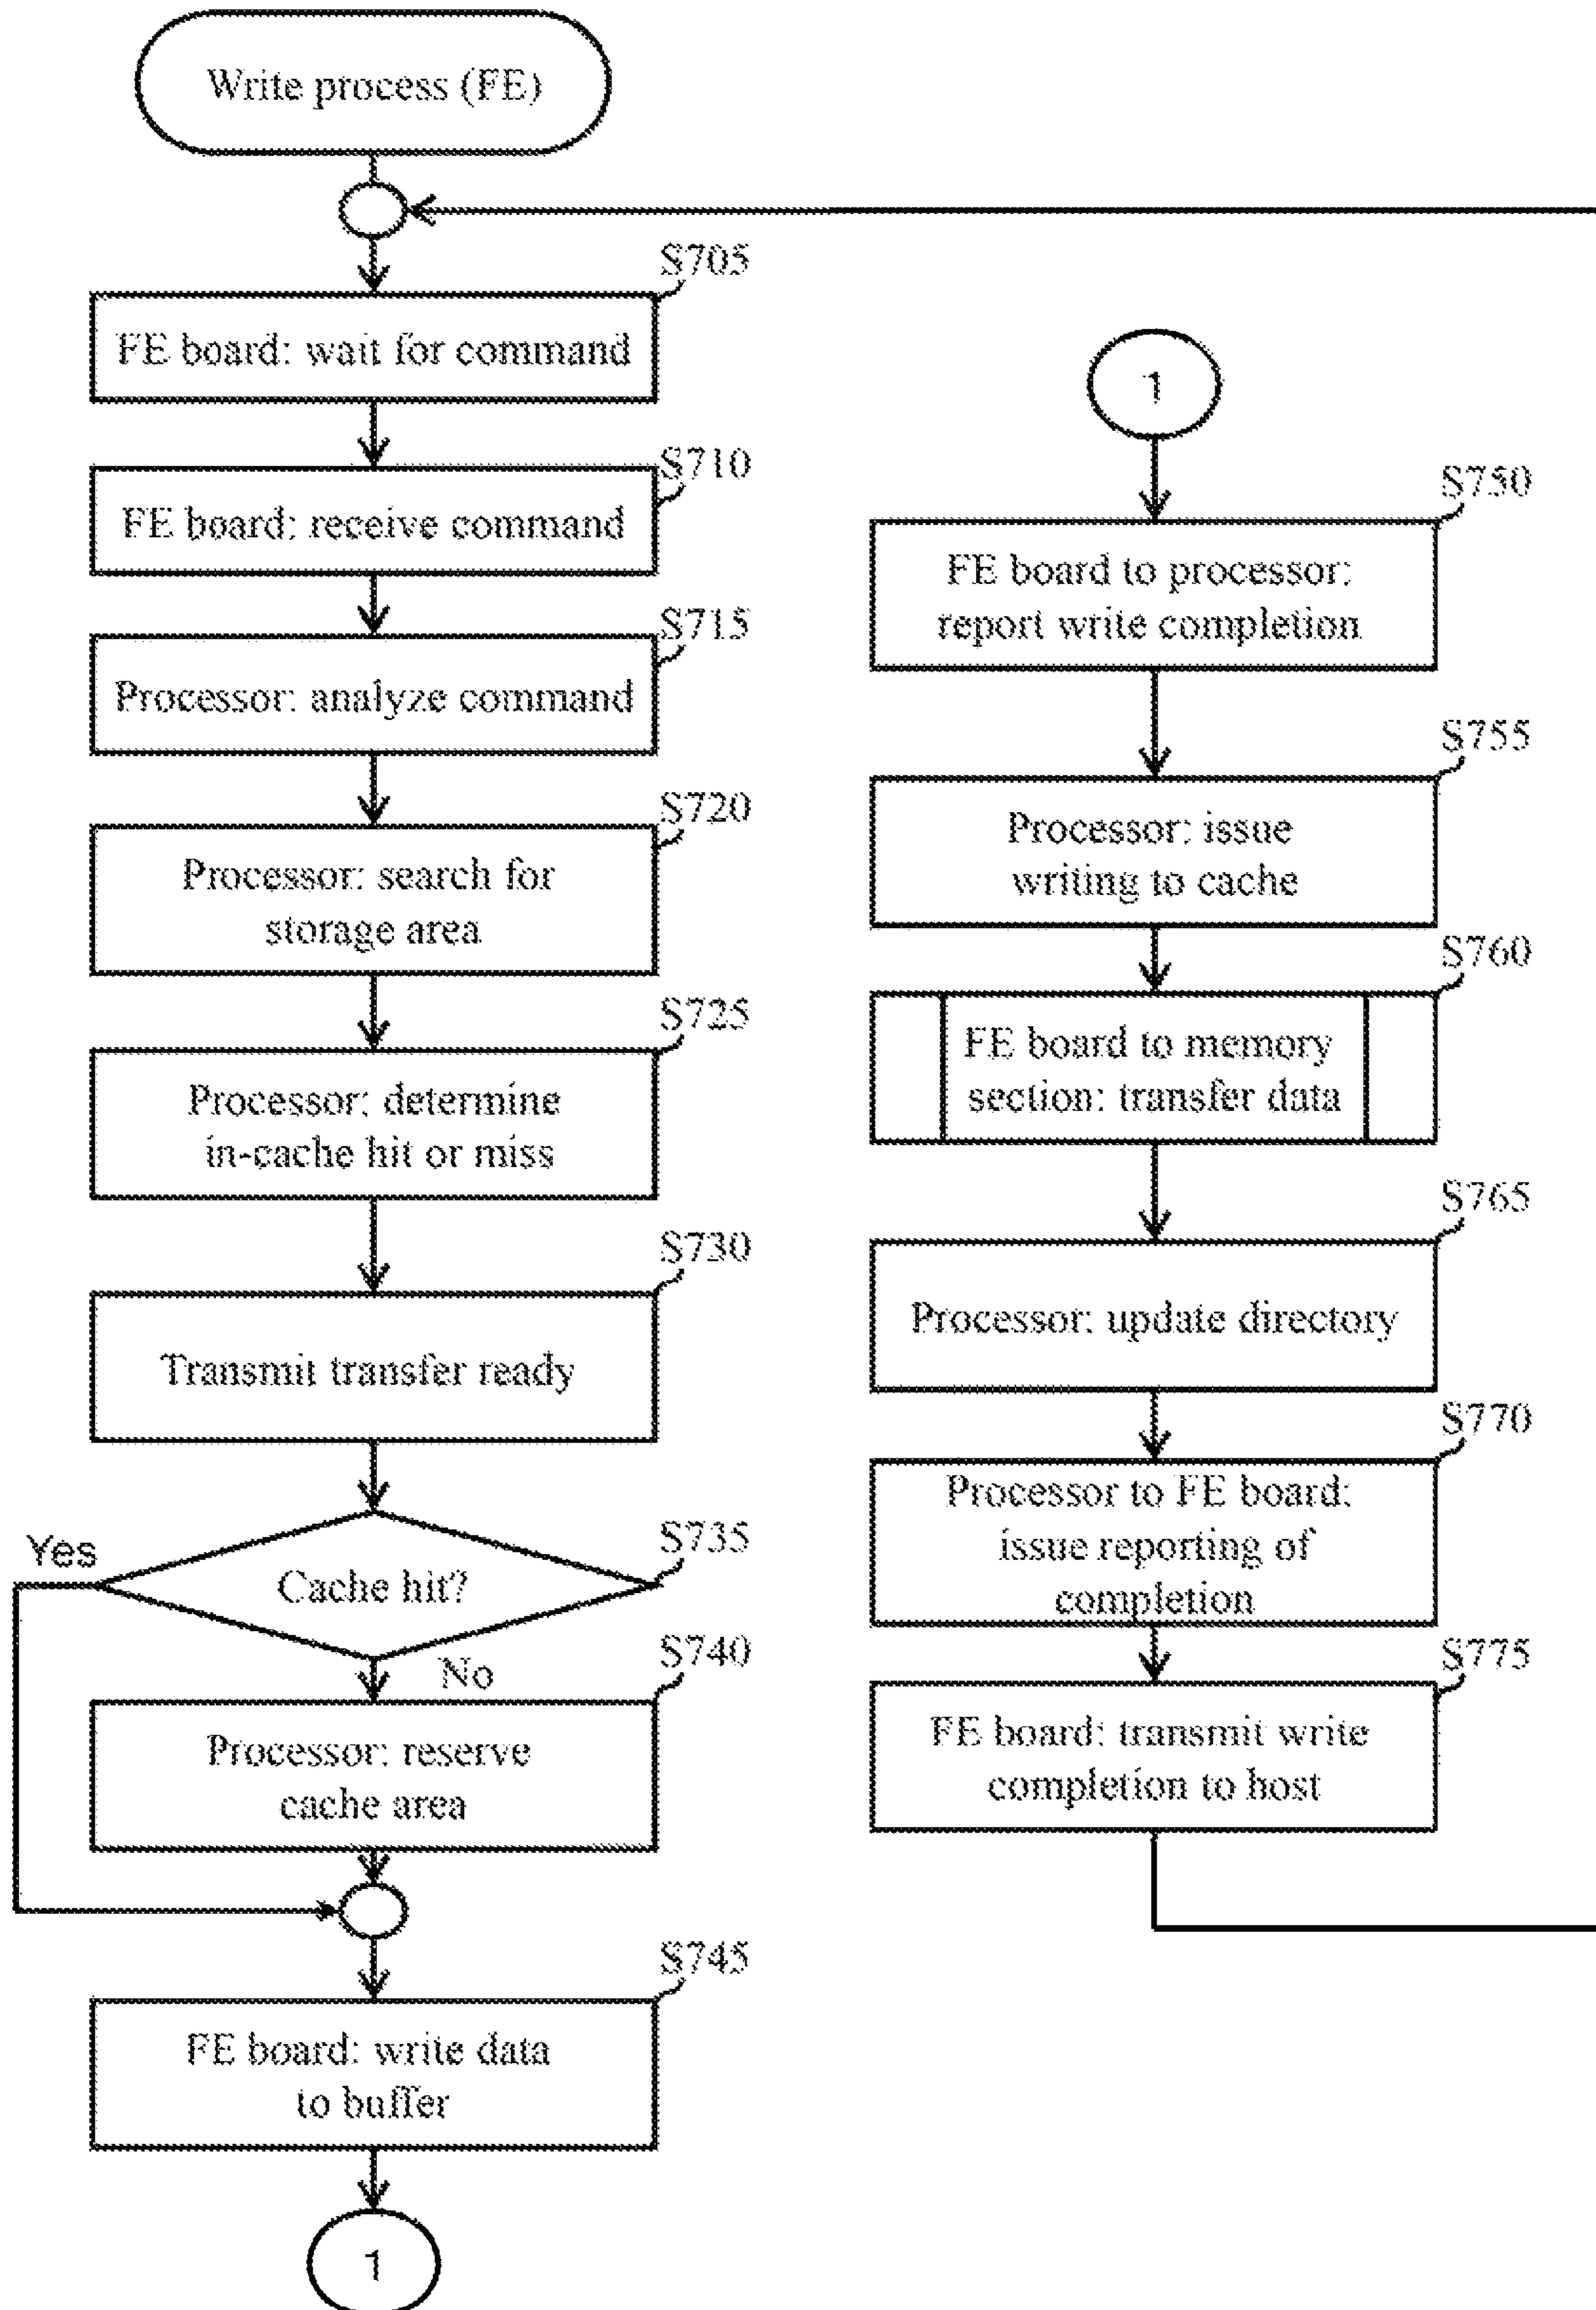 Write process (FE)
S705
FE board: wait for command
S710
FE board: receive command
S715
Processor: analyze command
S720
Processor: search for
storage area
S725
Processor: determine
in-cache hit or miss
S730
Transmit transfer ready
S735
Yes
Cache hit?
No
S740
Processor: reserve
cache area
S745
FE board: write data
to buffer
1
1
S750
FE board to processor:
report write completion
S755
Processor: issue
writing to cache
S760
FE board to memory
section: transfer data
S765
Processor: update directory
S770
Processor to FE board:
issue reporting of
completion
S775
FE board: transmit write
completion to host